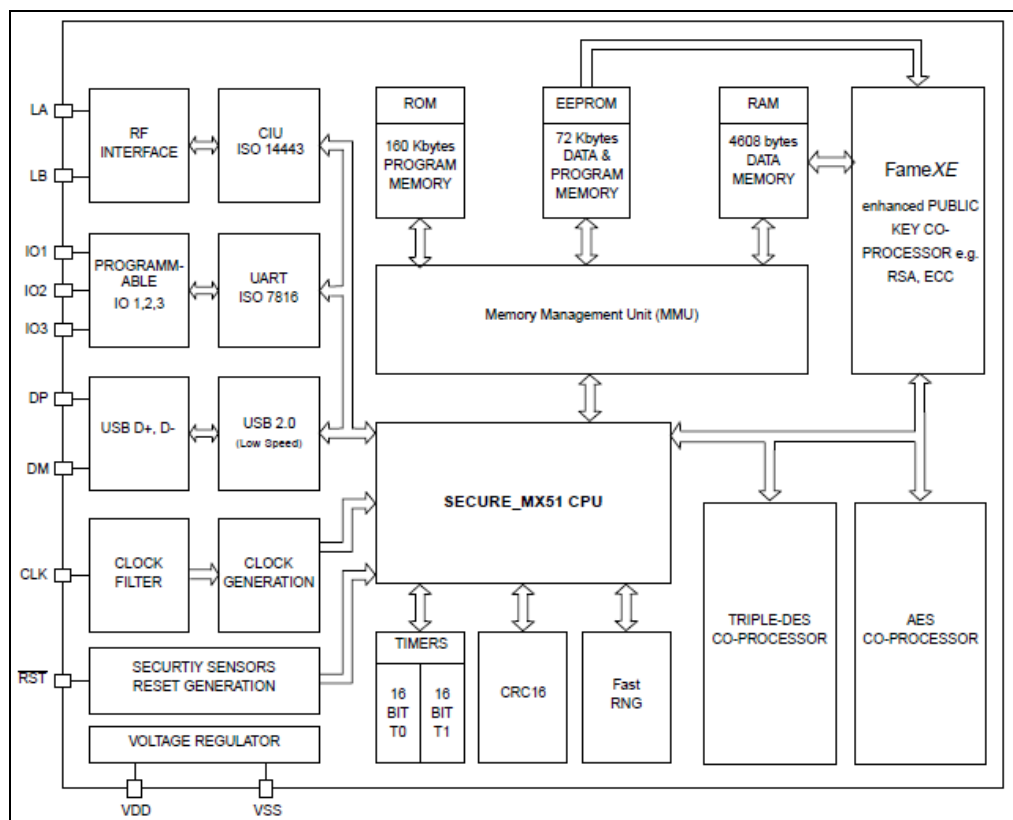 LA
LB
RF
INTERFACE
CIU
ISO 14443
ROM
160 Kbytes
PROGRAM
MEMORY
EEPROM
72 Kbytes
DATA &
PROGRAM
MEMORY
RAM
4608 bytes
DATA
MEMORY
FameXE
enhanced PUBLIC
KEY CO-
PROCESSOR e.g.
RSA, ECC
IO1
IO2
IO3
PROGRAMM-
ABLE
IO 1,2,3
UART
ISO 7816
Memory Management Unit (MMU)
DP
DM
USB D+, D-
USB 2.0
(Low Speed)
SECURE_MX51 CPU
CLK
CLOCK
FILTER
CLOCK
GENERATION
TRIPLE-DES
CO-PROCESSOR
AES
CO-PROCESSOR
RST
SECURTIY SENSORS
RESET GENERATION
TIMERS
16
BIT
T0
16
BIT
T1
CRC16
Fast
RNG
VOLTAGE REGULATOR
VDD
VSS